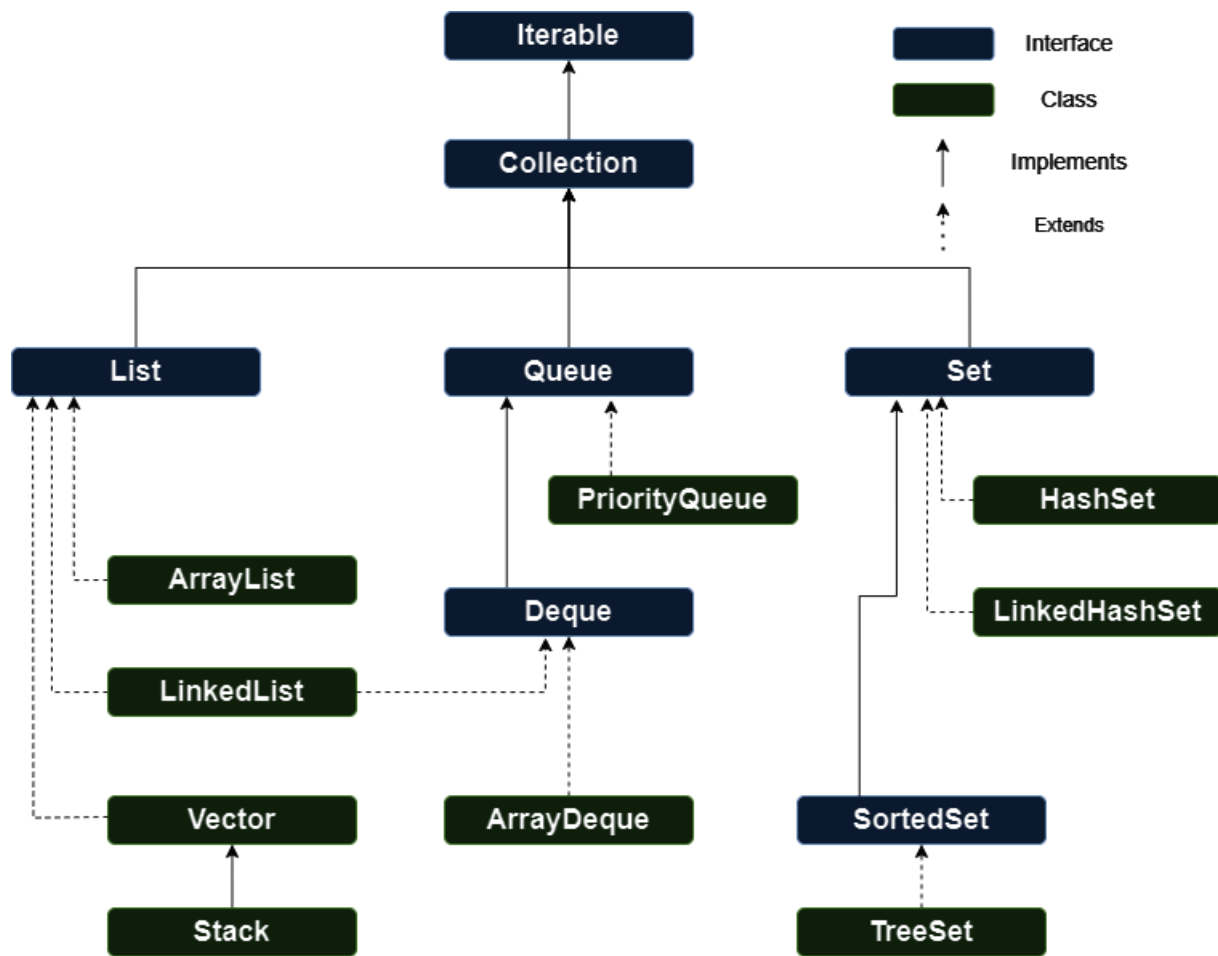 Iterable
Interface
Class
Collection
Implements
Extends
List
Queue
Set
PriorityQueue
HashSet
ArrayList
Deque
LinkedHashSet
LinkedList
Vector
ArrayDeque
SortedSet
Stack
TreeSet